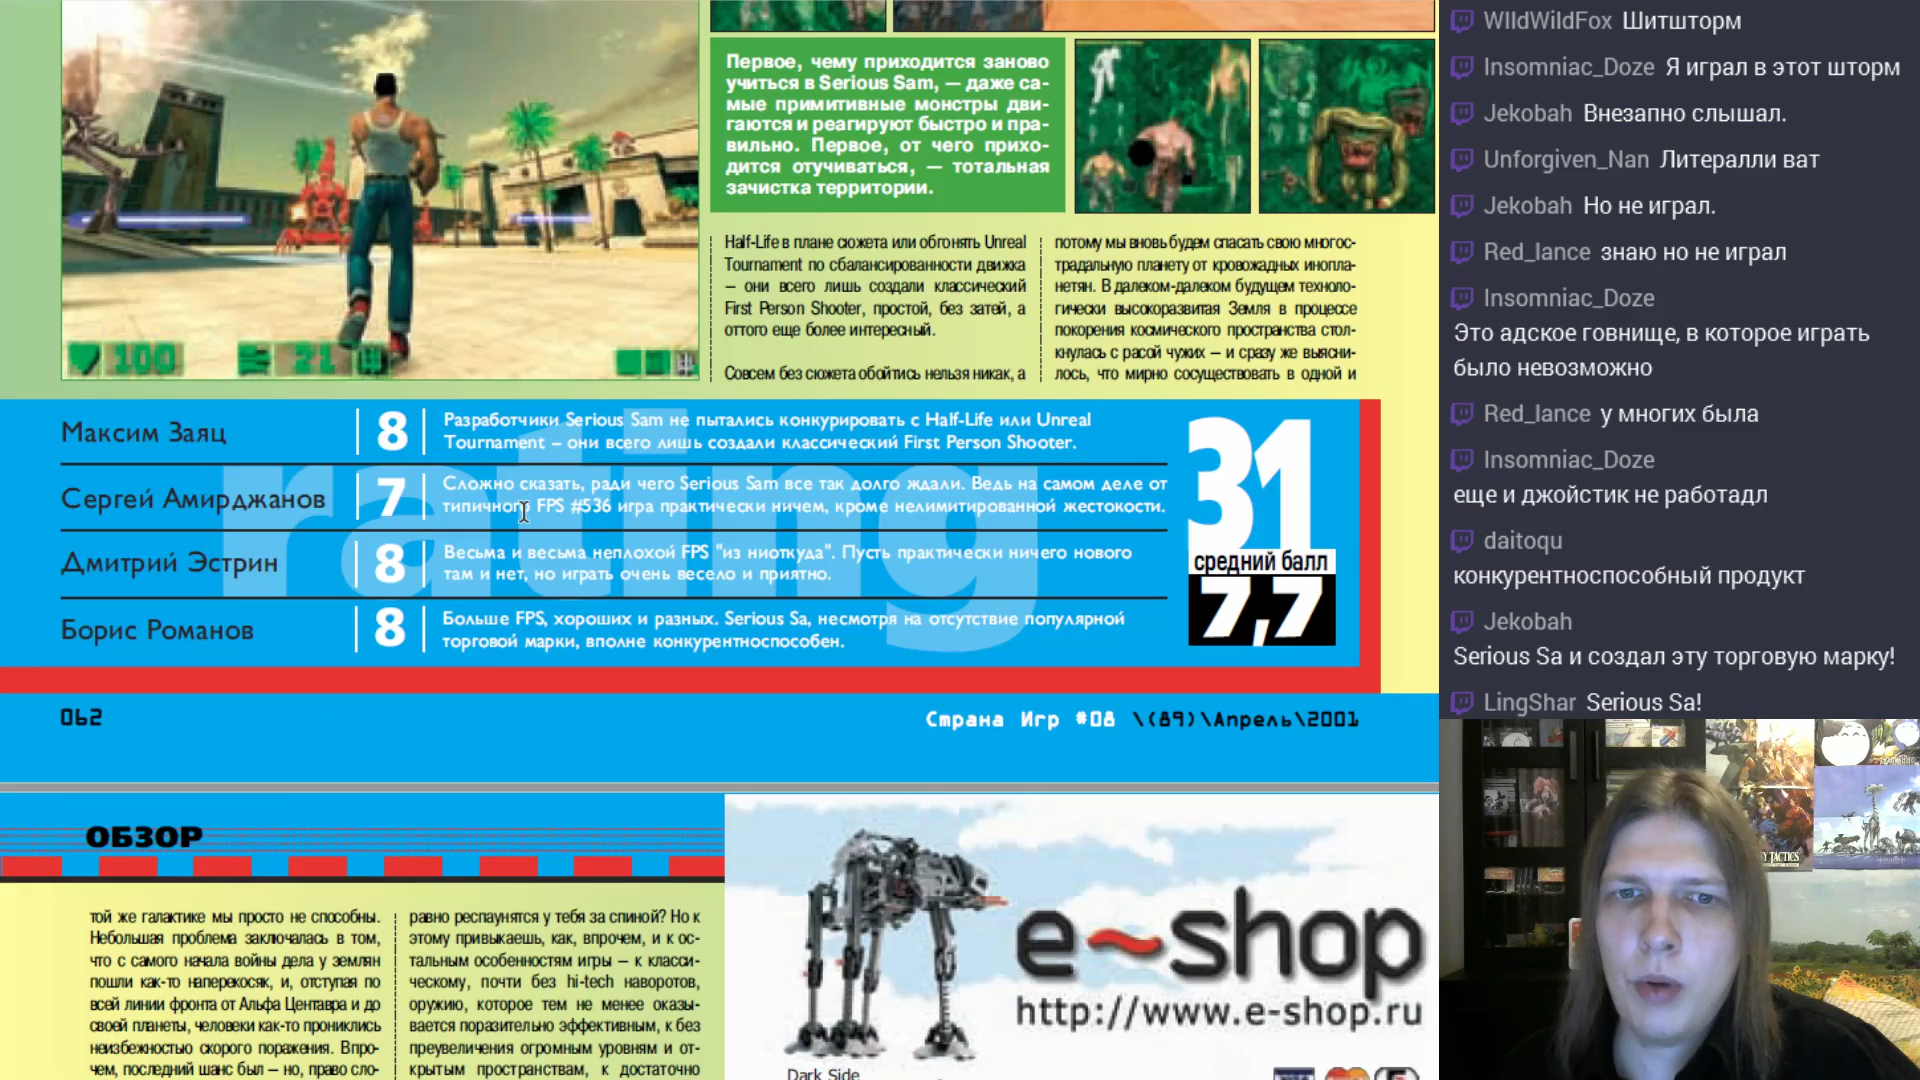 Первое, чему приходится заново
учиться в Serious Sam, — даже са-
мые примитивные монстры дви-
гаются и реагируют быстро и пра-
вильно. Первое, от чего прихо-
дится отучиваться, — тотальная
зачистка территории.
100
21
Half-Life в плане сюжета или обгонять Unreal
Tournament по сбалансированности движка
– они всего лишь создали классический
First Person Shooter, простой, без затей, а
оттого еще более интересный.
Совсем без сюжета обойтись нельзя никак, а
потому мы вновь будем спасать свою многос-
традальную планету от кровожадных инопла-
нетян. В далеком-далеком будущем техноло-
гически высокоразвитая Земля в процессе
покорения космического пространства стол-
кнулась с расой чужих – и сразу же выясни-
лось, что мирно сосуществовать в одной и
rating
Максим Заяц
8
Разработчики Serious Sam не пытались конкурировать с Half-Life или Unreal
Tournament – они всего лишь создали классический First Person Shooter.
Сергей Амирджанов
7
Сложно сказать, ради чего Serious Sam все так долго ждали. Ведь на самом деле от
типичного FPS #536 игра практически ничем, кроме нелимитированной жестокости.
Дмитрий Эстрин
8
Весьма и весьма неплохой FPS "из ниоткуда". Пусть практически ничего нового
там и нет, но играть очень весело и приятно.
Борис Романов
8
Больше FPS, хороших и разных. Serious Sa, несмотря на отсутствие популярной
торговой марки, вполне конкурентноспособен.
31
средний балл
7,7
062
Страна Игр #08 \(89)\Апрель\2001
ОБЗОР
той же галактике мы просто не способны.
Небольшая проблема заключалась в том,
что с самого начала войны дела у землян
пошли как-то наперекосяк, и, отступая по
всей линии фронта от Альфа Центавра и до
своей планеты, человеки как-то прониклись
неизбежностью скорого поражения. Впро-
чем, последний шанс был – но, право сло-
равно респаунятся у тебя за спиной? Но к
этому привыкаешь, как, впрочем, и к ос-
тальным особенностям игры – к класси-
ческому, почти без hi-tech наворотов,
оружию, которое тем не менее оказы-
вается поразительно эффективным, к без
преувеличения огромным уровням и от-
крытым пространствам, к достаточно
e~shop
http://www.e-shop.ru
Dark Side
WIldWildFox Шитшторм
Insomniac_Doze Я играл в этот шторм
Jekobah Внезапно слышал.
Unforgiven_Nan Литералли ват
Jekobah Но не играл.
Red_lance знаю но не играл
Insomniac_Doze
Это адское говнище, в которое играть
было невозможно
Red_lance у многих была
Insomniac_Doze
еще и джойстик не работадл
daitoqu
конкурентноспособный продукт
Jekobah
Serious Sa и создал эту торговую марку!
LingShar Serious Sa!
TACTICS